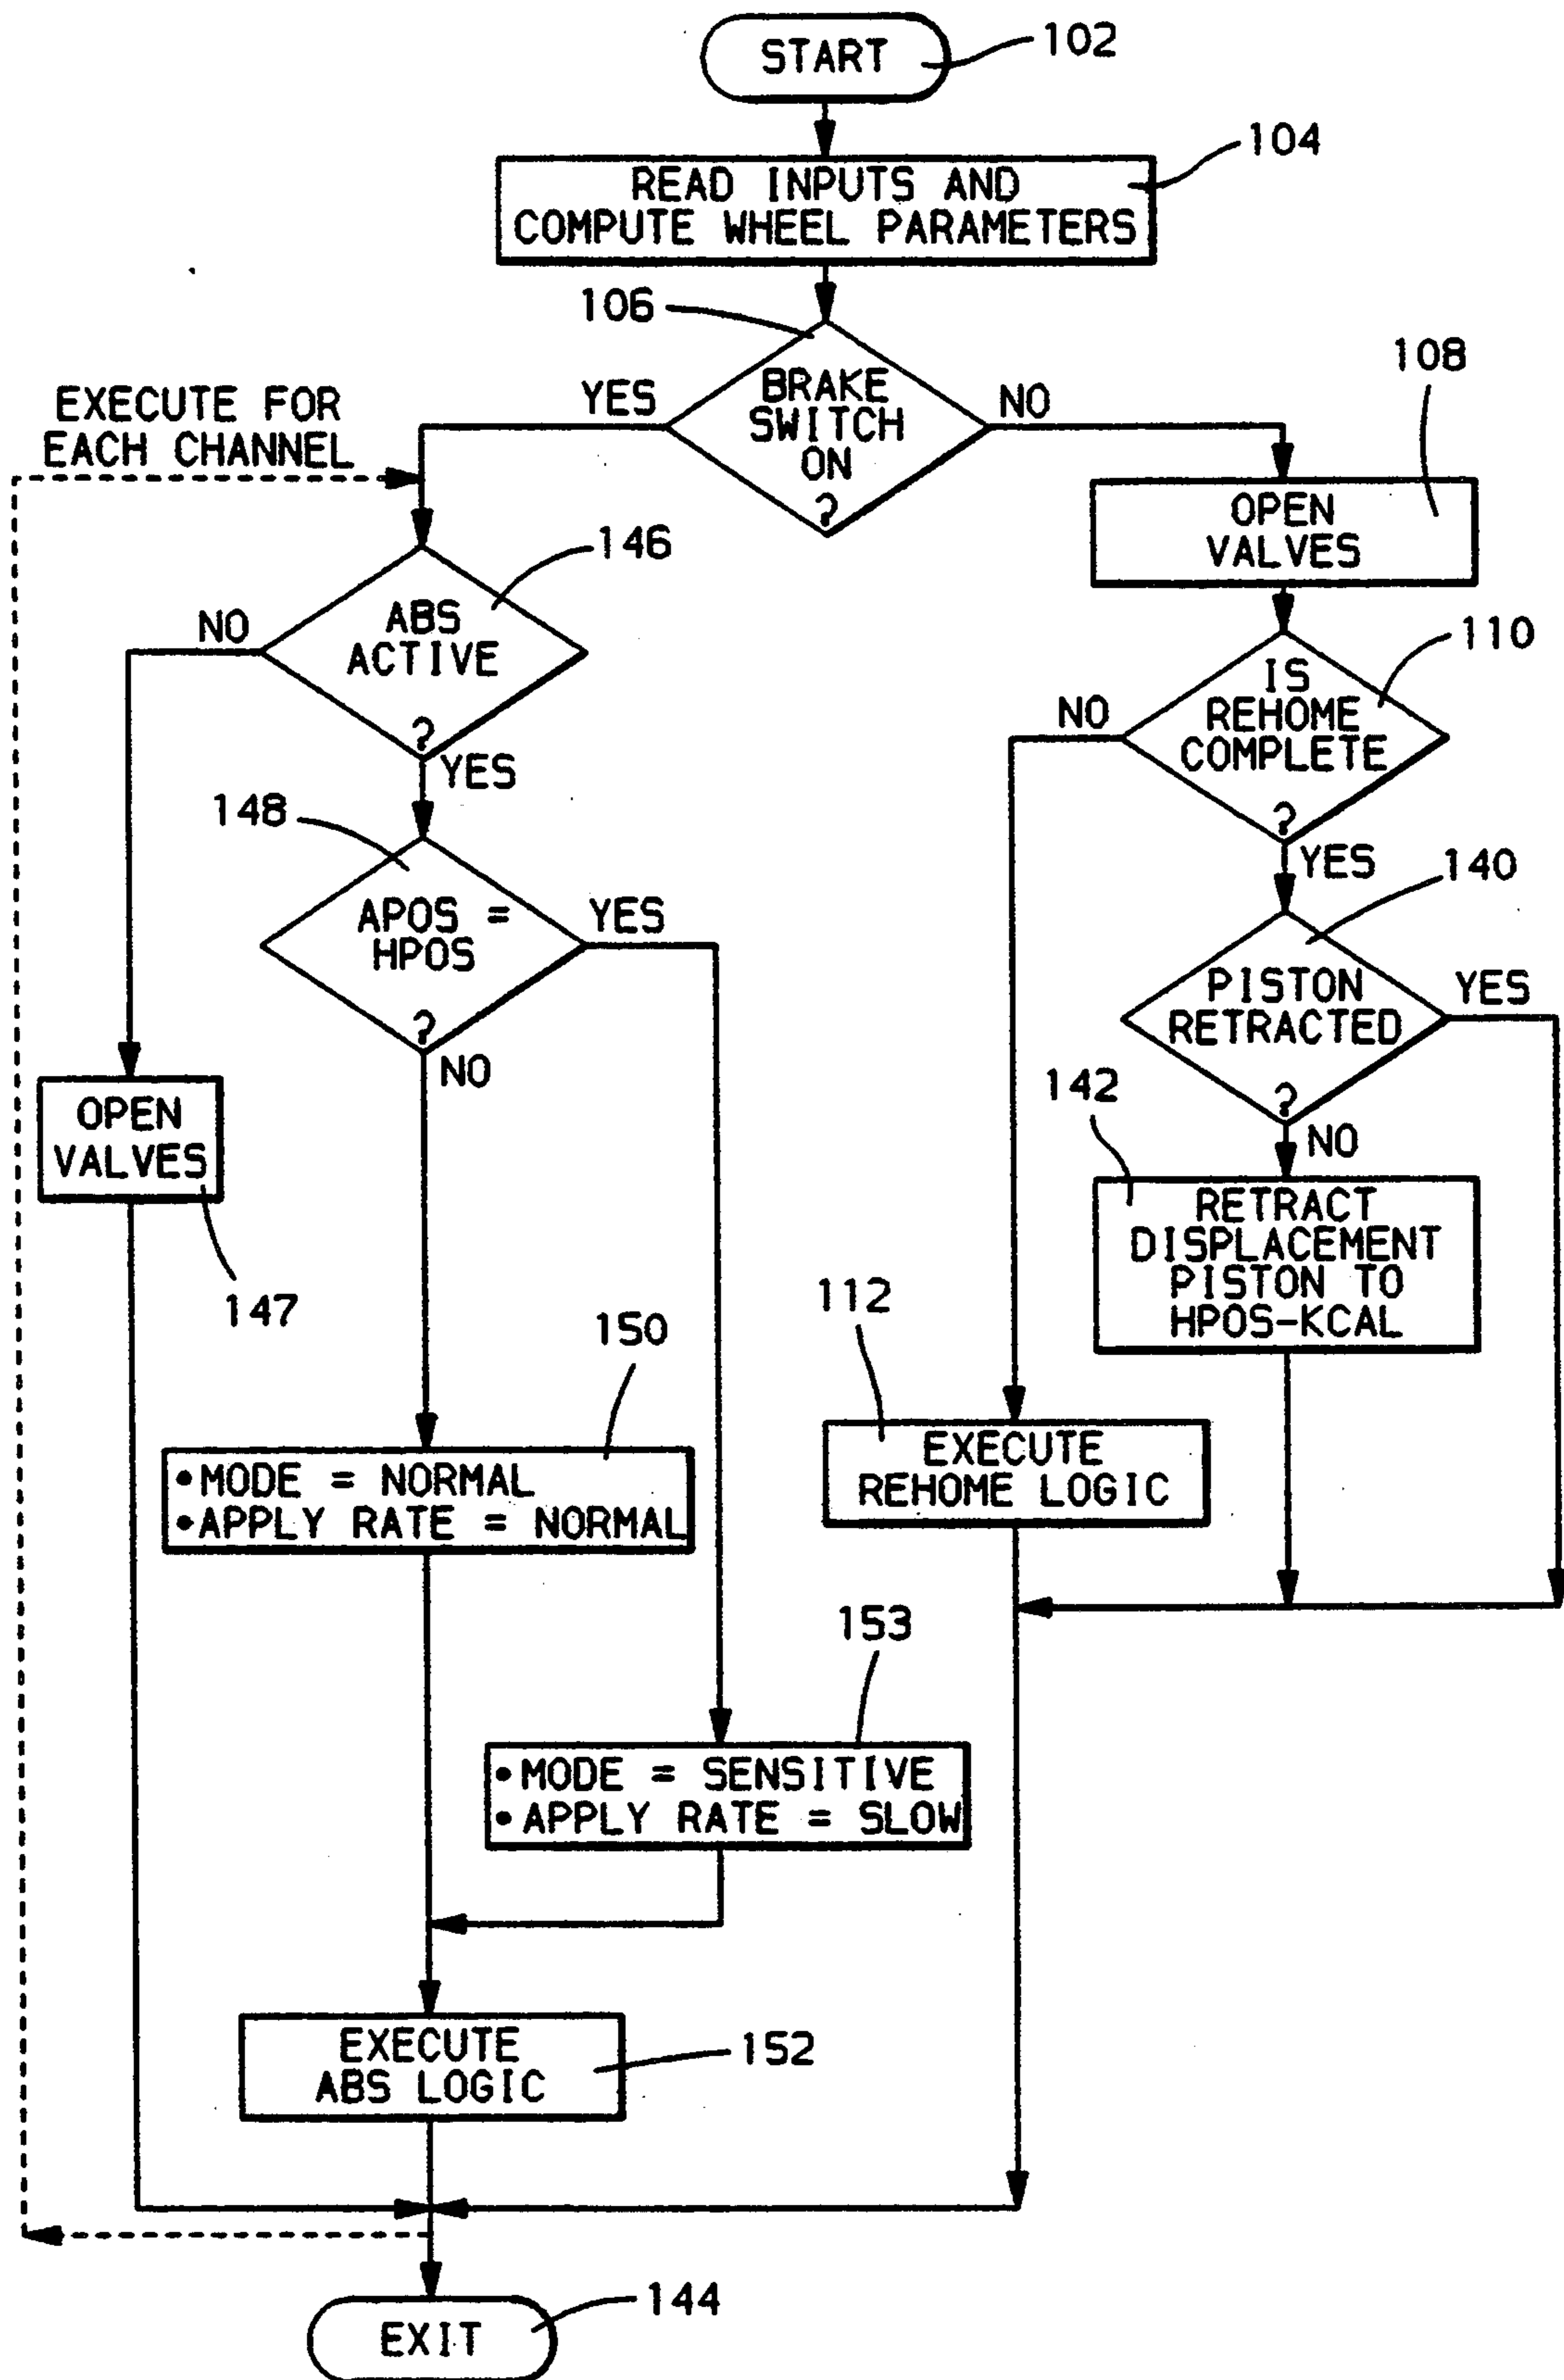 START
102
104
READ INPUTS AND
COMPUTE WHEEL PARAMETERS
106
BRAKE
SWITCH
ON
?
YES
NO
EXECUTE FOR
EACH CHANNEL
108
OPEN
VALVES
146
ABS
ACTIVE
?
NO
YES
110
IS
REHOME
COMPLETE
?
NO
YES
148
APOS =
HPOS
?
YES
NO
140
PISTON
RETRACTED
?
YES
NO
OPEN
VALVES
147
142
RETRACT
DISPLACEMENT
PISTON TO
HPOS-KCAL
112
EXECUTE
REHOME LOGIC
150
•MODE = NORMAL
•APPLY RATE = NORMAL
153
•MODE = SENSITIVE
•APPLY RATE = SLOW
EXECUTE
ABS LOGIC
152
EXIT
144